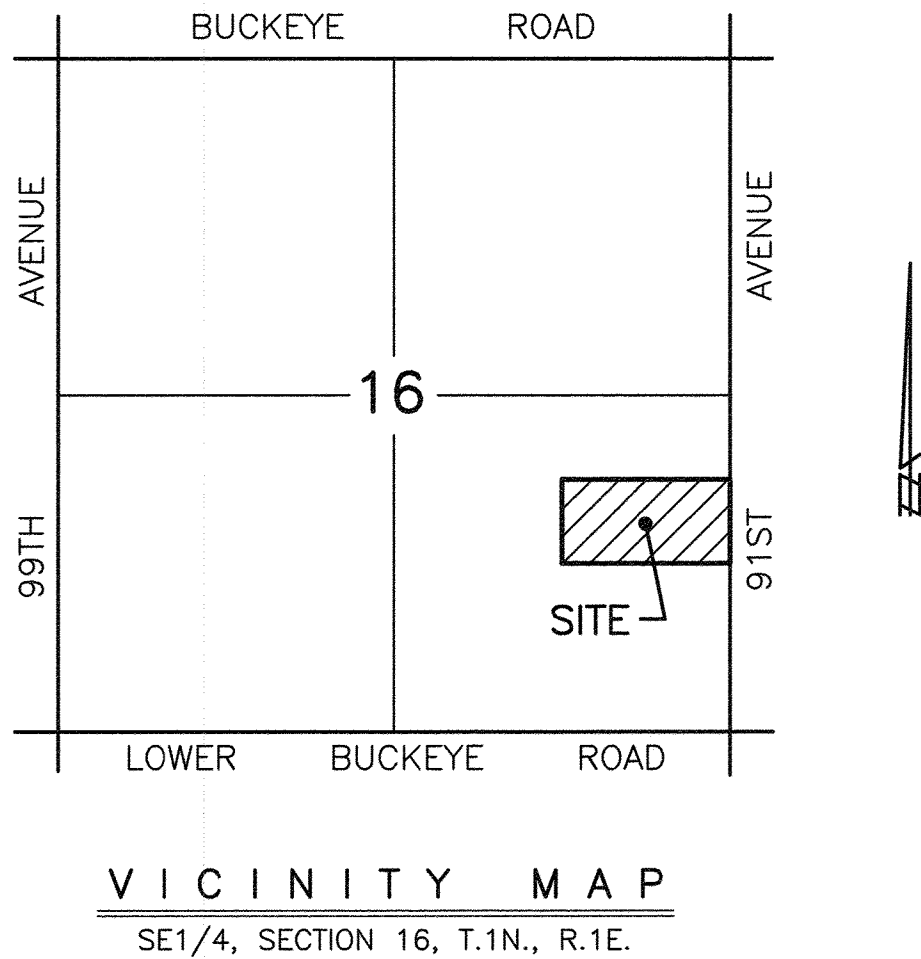 BUCKEYE ROAD
AVENUE
AVENUE
16
99TH
91ST
SITE
LOWER BUCKEYE ROAD
VICINITY MAP
SE1/4, SECTION 16, T.1N., R.1E.